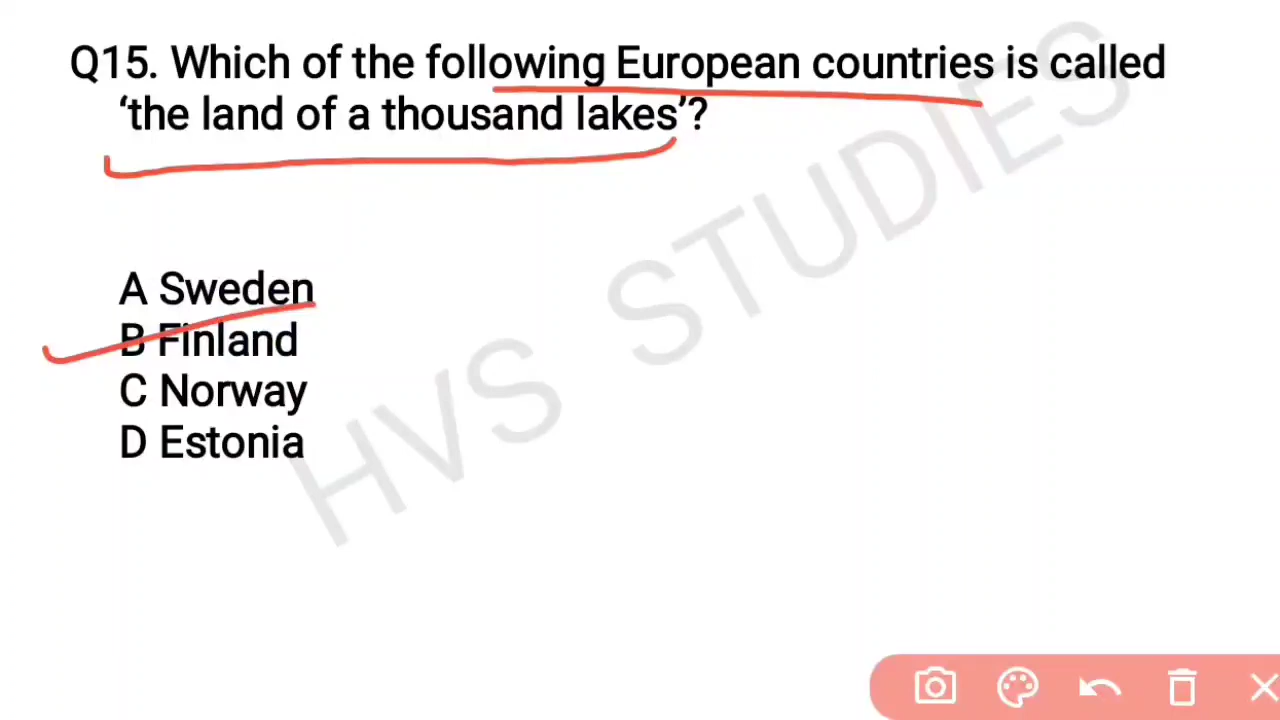 Q15. Which of the following European countries is called
‘the land of a thousand lakes’?
A Sweden
B Finland
C Norway
D Estonia
HVS STUDIES